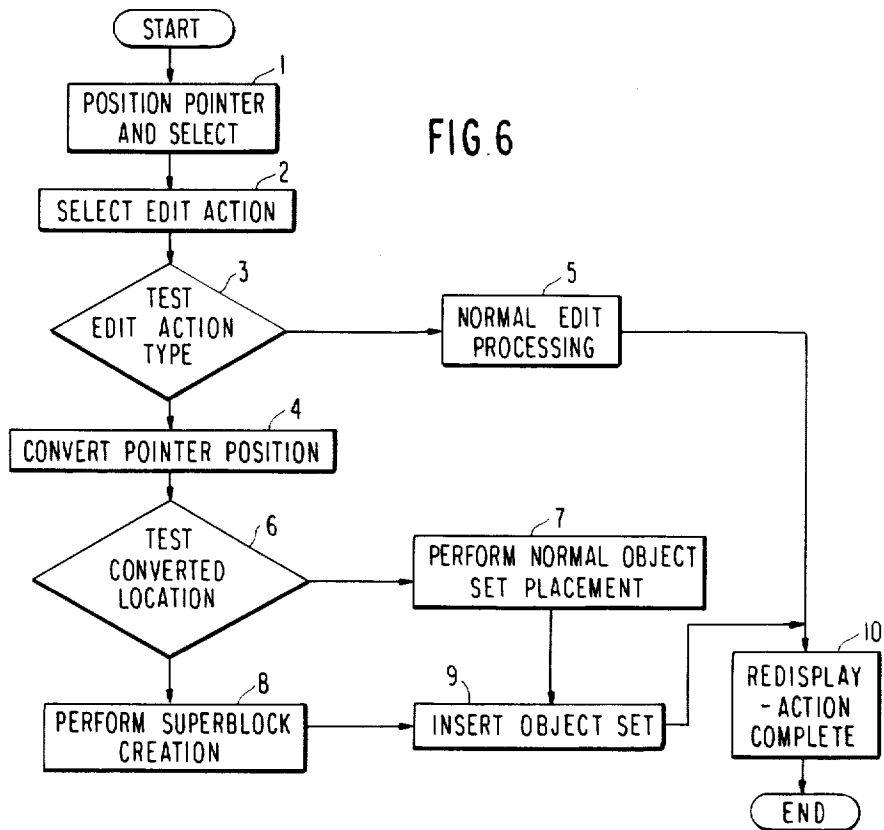 START
1
POSITION POINTER
AND SELECT
FIG.6
2
SELECT EDIT ACTION
3
TEST
EDIT ACTION
TYPE
5
NORMAL EDIT
PROCESSING
4
CONVERT POINTER POSITION
6
TEST
CONVERTED
LOCATION
7
PERFORM NORMAL OBJECT
SET PLACEMENT
8
PERFORM SUPERBLOCK
CREATION
9
INSERT OBJECT SET
10
REDISPLAY
-ACTION
COMPLETE
END